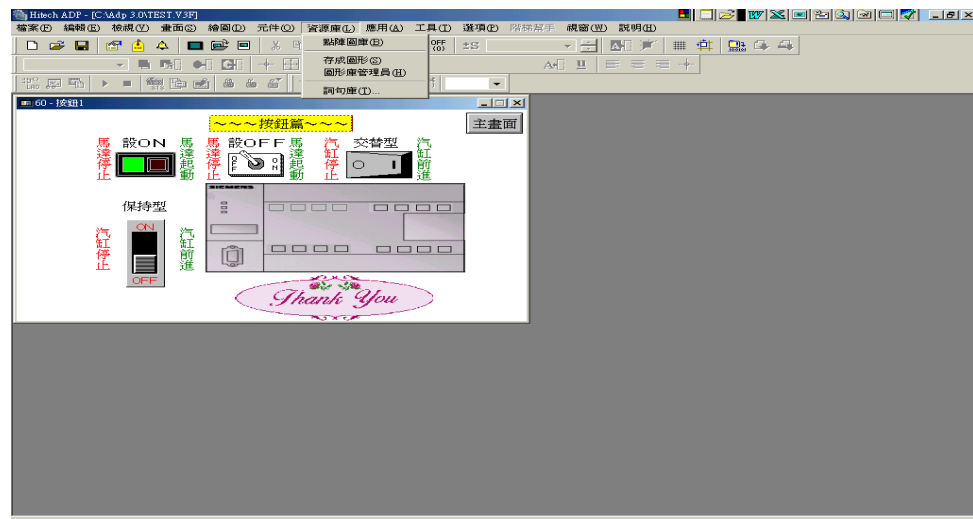 Hitech ADP - [C:\Adp 3.0\TEST.V3F]
檔案(F) 編輯(E) 檢視(V) 畫面(S) 繪圖(D) 元件(O) 資源庫(L) 應用(A) 工具(T) 選項(P) 階梯幫手 視窗(W) 説明(H)
點陣圖庫(B)
存成圖形(S)
圖形庫管理員(H)
詞句庫(T)...
OFF
(0)
±S
60 - 按鈕1
～～～按鈕篇～～～
主畫面
馬達停止
設ON
馬達起動
馬達停止
設OFF
馬達起動
汽缸停止
交替型
汽缸前進
OFF
ON
SIEMENS
保持型
汽缸停止
ON
OFF
汽缸前進
Thank You